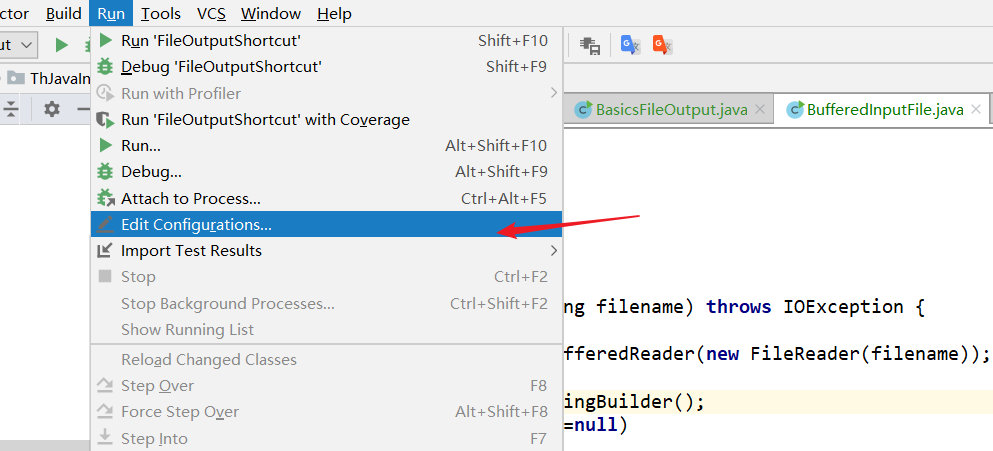 ctor Build Run Tools VCS Window Help
ut
Run 'FileOutputShortcut' Shift+F10
Debug 'FileOutputShortcut' Shift+F9
ThJavaIn
Run with Profiler
BasicsFileOutput.java BufferedInputFile.java
Run 'FileOutputShortcut' with Coverage
Run... Alt+Shift+F10
Debug... Alt+Shift+F9
Attach to Process... Ctrl+Alt+F5
Edit Configurations...
Import Test Results
Stop Ctrl+F2
Stop Background Processes... Ctrl+Shift+F2
ng filename) throws IOException {
Show Running List
fferedReader(new FileReader(filename));
Reload Changed Classes
Step Over F8
ingBuilder();
Force Step Over Alt+Shift+F8
=null)
Step Into F7